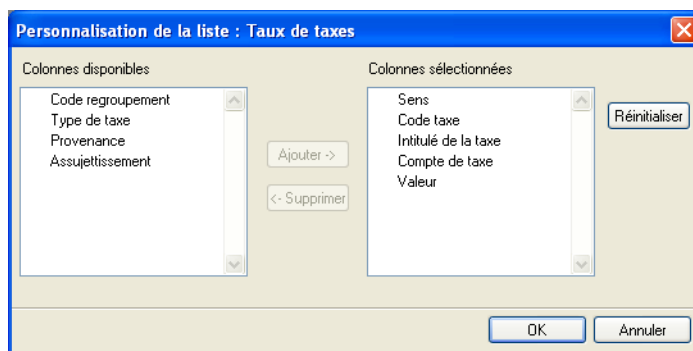 Personnalisation de la liste : Taux de taxes
Colonnes disponibles
Code regroupement
Type de taxe
Provenance
Assujettissement
Ajouter ->
<- Supprimer
Colonnes sélectionnées
Sens
Code taxe
Intitulé de la taxe
Compte de taxe
Valeur
Réinitialiser
OK
Annuler